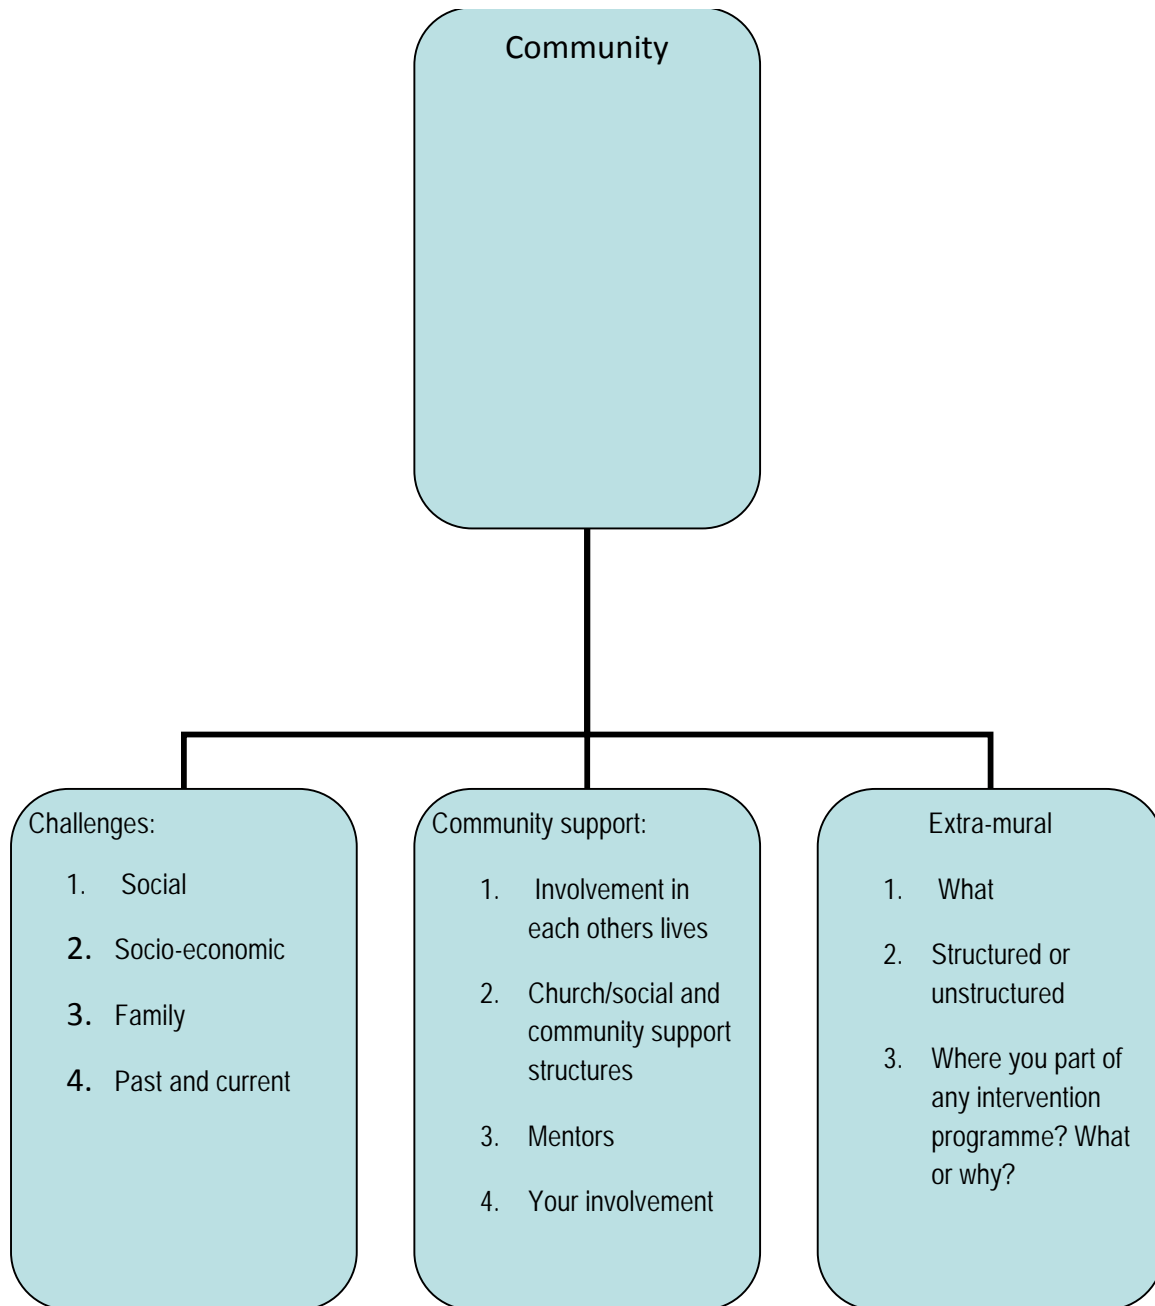 Community
Challenges:
1. Social
2. Socio-economic
3. Family
4. Past and current
Community support:
1. Involvement in
each others lives
2. Church/social and
community support
structures
3. Mentors
4. Your involvement
Extra-mural
1. What
2. Structured or
unstructured
3. Where you part of
any intervention
programme? What
or why?